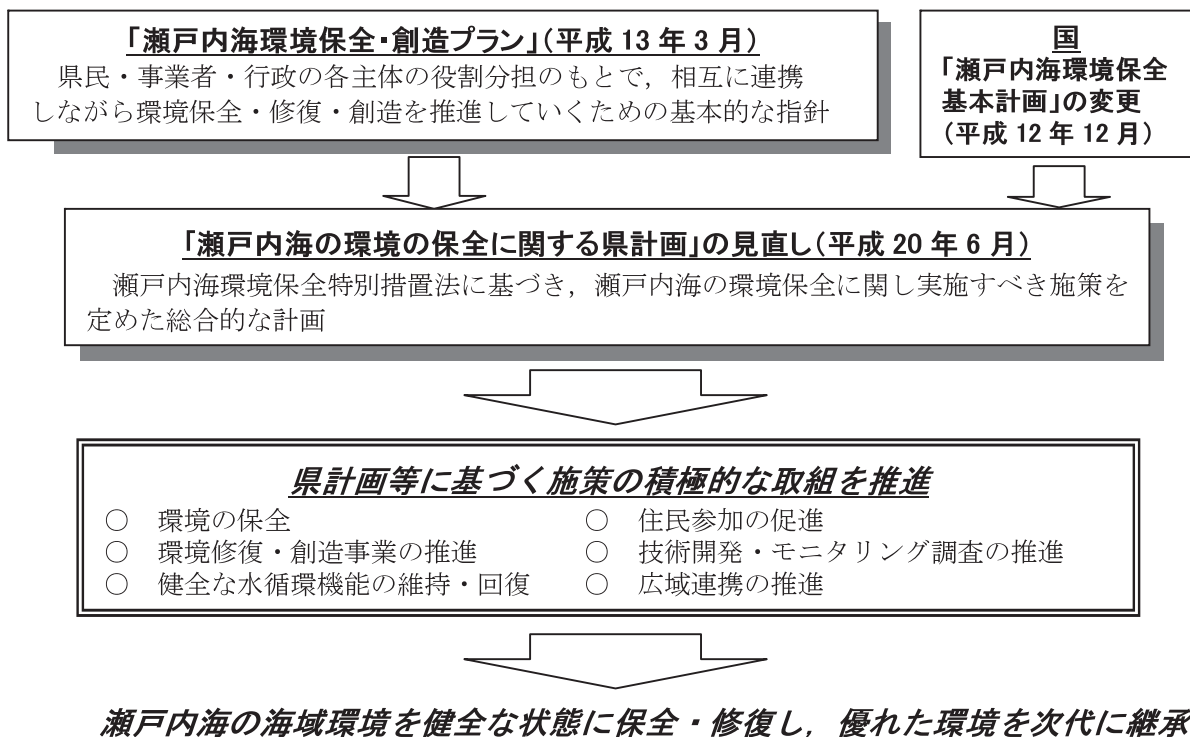 「瀬戸内海環境保全・創造プラン」（平成 13 年 3 月）
県民・事業者・行政の各主体の役割分担のもとで，相互に連携
しながら環境保全・修復・創造を推進していくための基本的な指針
国
「瀬戸内海環境保全
基本計画」の変更
（平成 12 年 12 月）
「瀬戸内海の環境の保全に関する県計画」の見直し（平成 20 年 6 月）
瀬戸内海環境保全特別措置法に基づき，瀬戸内海の環境保全に関し実施すべき施策を
定めた総合的な計画
県計画等に基づく施策の積極的な取組を推進
○ 環境の保全
○ 環境修復・創造事業の推進
○ 健全な水循環機能の維持・回復
○ 住民参加の促進
○ 技術開発・モニタリング調査の推進
○ 広域連携の推進
瀬戸内海の海域環境を健全な状態に保全・修復し，優れた環境を次代に継承